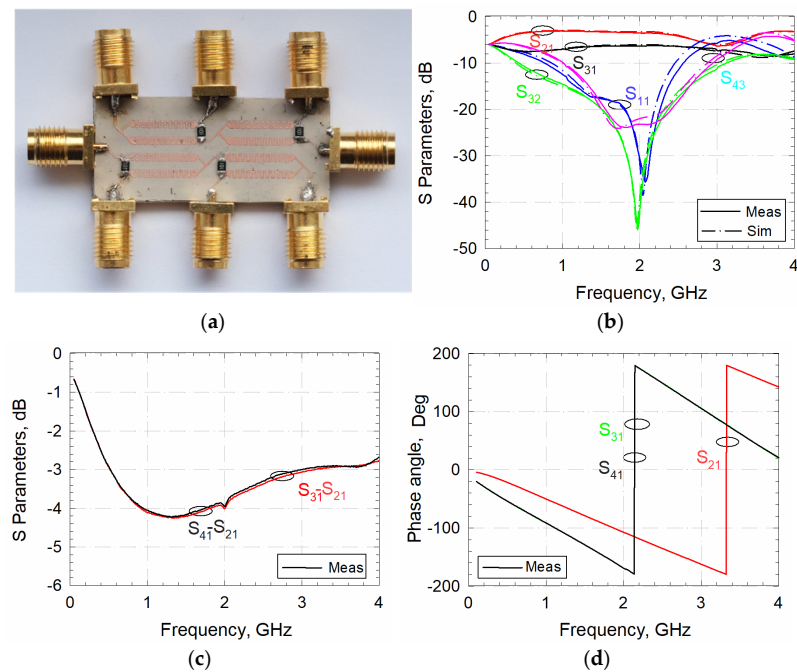 (a)
0
-10
-20
-30
-40
-50
S Parameters, dB
S21
S31
S11
S43
S32
Meas
Sim
0 1 2 3 4
Frequency, GHz
(b)
0
-1
-2
-3
-4
-5
-6
S Parameters, dB
S31-S21
S41-S21
Meas
0 1 2 3 4
Frequency, GHz
(c)
200
100
0
-100
-200
Phase angle, Deg
S31
S41
S21
Meas
0 1 2 3 4
Frequency, GHz
(d)